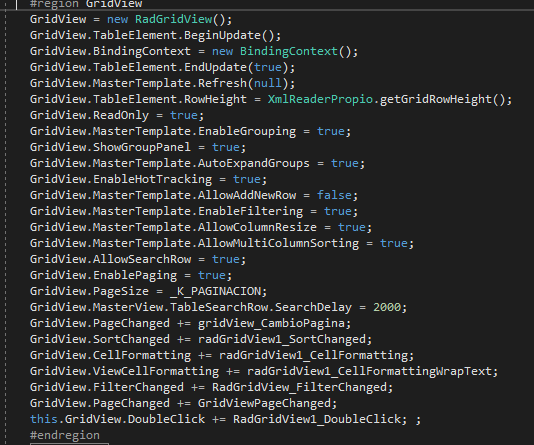 #region GridView
GridView = new RadGridView();
GridView.TableElement.BeginUpdate();
GridView.BindingContext = new BindingContext();
GridView.TableElement.EndUpdate(true);
GridView.MasterTemplate.Refresh(null);
GridView.TableElement.RowHeight = XmlReaderPropio.getGridRowHeight();
GridView.ReadOnly = true;
GridView.MasterTemplate.EnableGrouping = true;
GridView.ShowGroupPanel = true;
GridView.MasterTemplate.AutoExpandGroups = true;
GridView.EnableHotTracking = true;
GridView.MasterTemplate.AllowAddNewRow = false;
GridView.MasterTemplate.EnableFiltering = true;
GridView.MasterTemplate.AllowColumnResize = true;
GridView.MasterTemplate.AllowMultiColumnSorting = true;
GridView.AllowSearchRow = true;
GridView.EnablePaging = true;
GridView.PageSize = _K_PAGINACION;
GridView.MasterView.TableSearchRow.SearchDelay = 2000;
GridView.PageChanged += gridView_CambioPagina;
GridView.SortChanged += radGridView1_SortChanged;
GridView.CellFormatting += radGridView1_CellFormatting;
GridView.ViewCellFormatting += radGridView1_CellFormattingWrapText;
GridView.FilterChanged += RadGridView_FilterChanged;
GridView.PageChanged += GridViewPageChanged;
this.GridView.DoubleClick += RadGridView1_DoubleClick; ;
#endregion